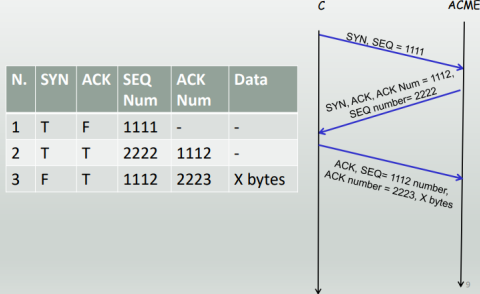 C ACME
SYN, SEQ = 1111
SYN, ACK, ACK Num = 1112,
SEQ number= 2222
ACK, SEQ= 1112 number,
ACK number = 2223, X bytes
N. SYN ACK SEQ Num ACK Num Data
1 T F 1111 - -
2 T T 2222 1112 -
3 F T 1112 2223 X bytes
9